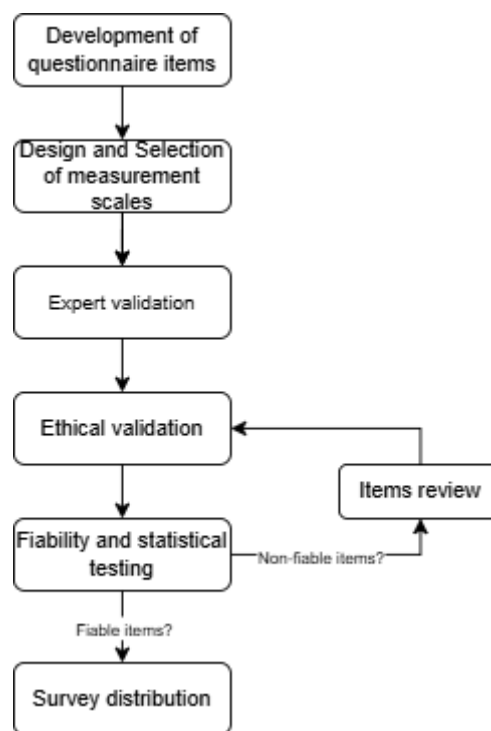 Development of
questionnaire items
Design and Selection
of measurement
scales
Expert validation
Ethical validation
Items review
Fiability and statistical
testing
Non-fiable items?
Fiable items?
Survey distribution